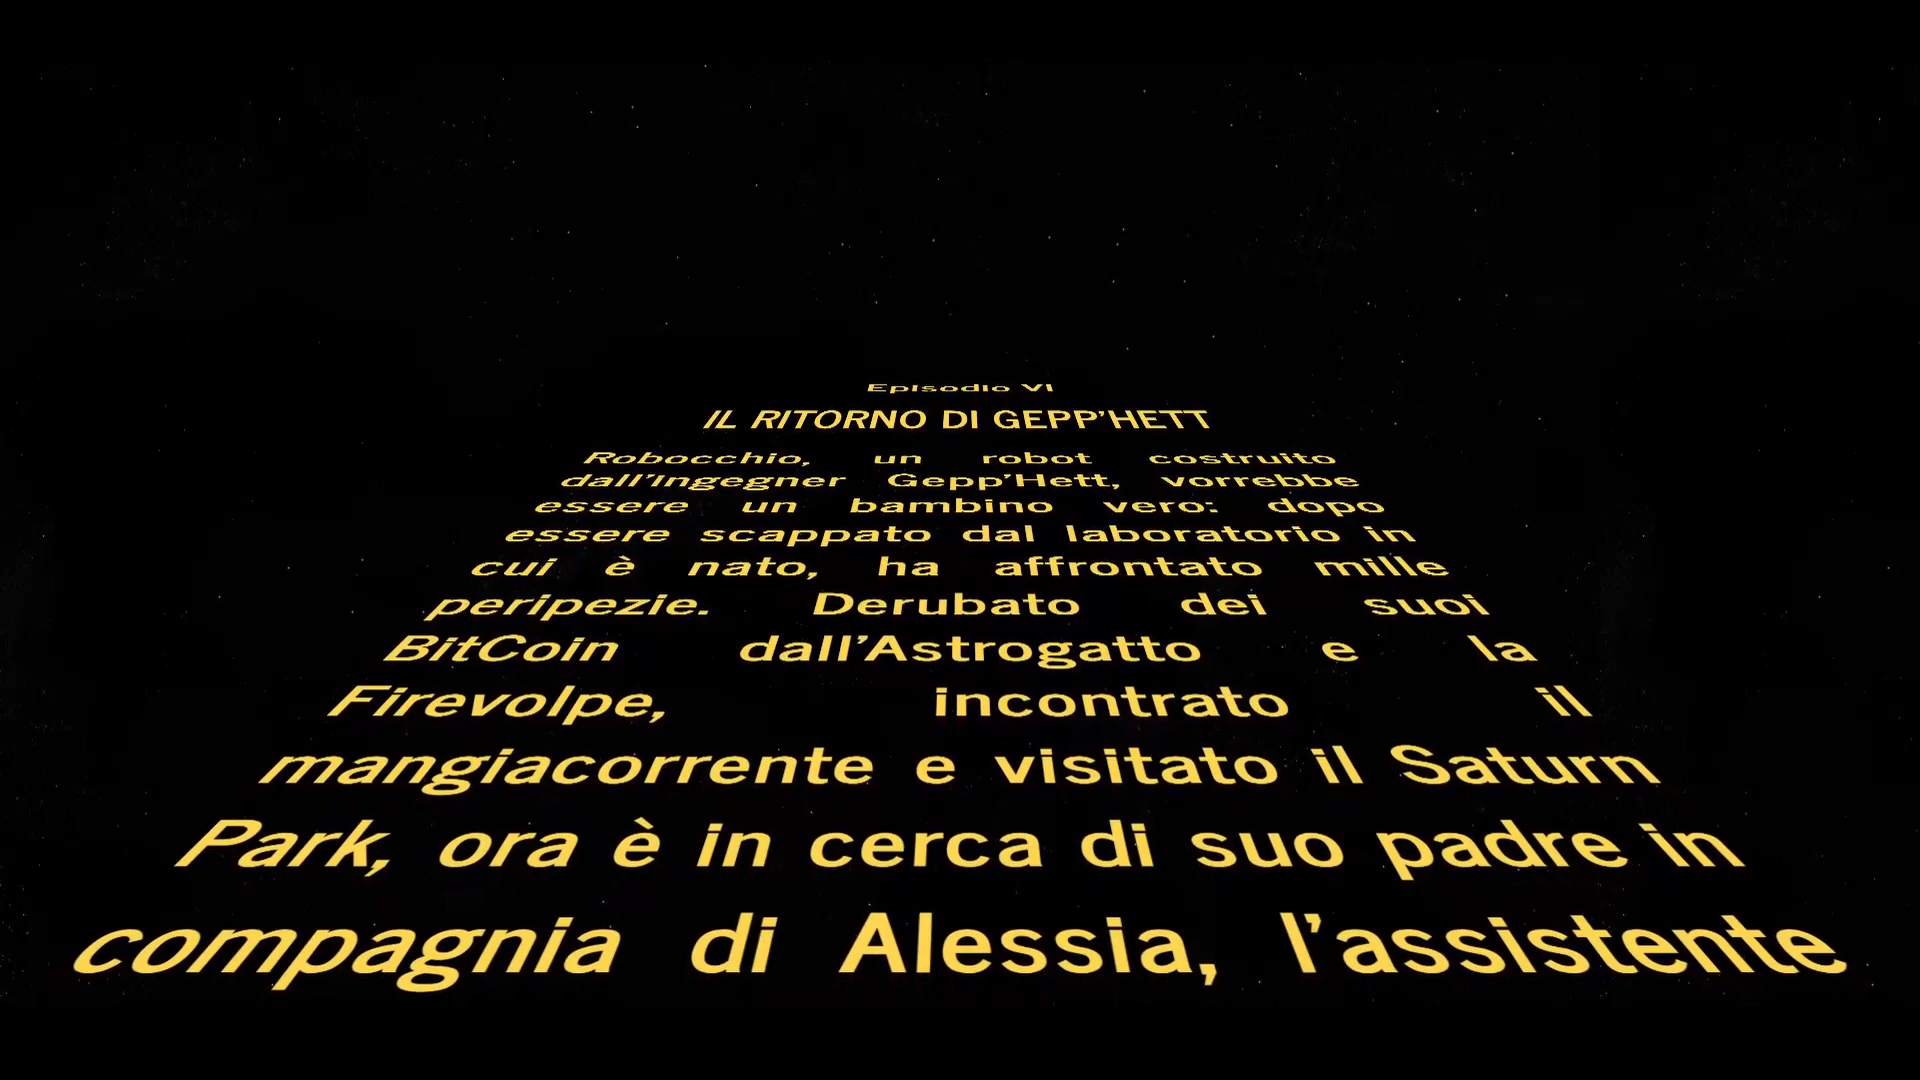 Episodio VI
IL RITORNO DI GEPP’HETT
Robocchio, un robot costruito
dall’ingegner Gepp’Hett, vorrebbe
essere un bambino vero: dopo
essere scappato dal laboratorio in
cui è nato, ha affrontato mille
peripezie. Derubato dei suoi
BitCoin dall’Astrogatto e la
Firevolpe, incontrato il
mangiacorrente e visitato il Saturn
Park, ora è in cerca di suo padre in
compagnia di Alessia, l’assistente